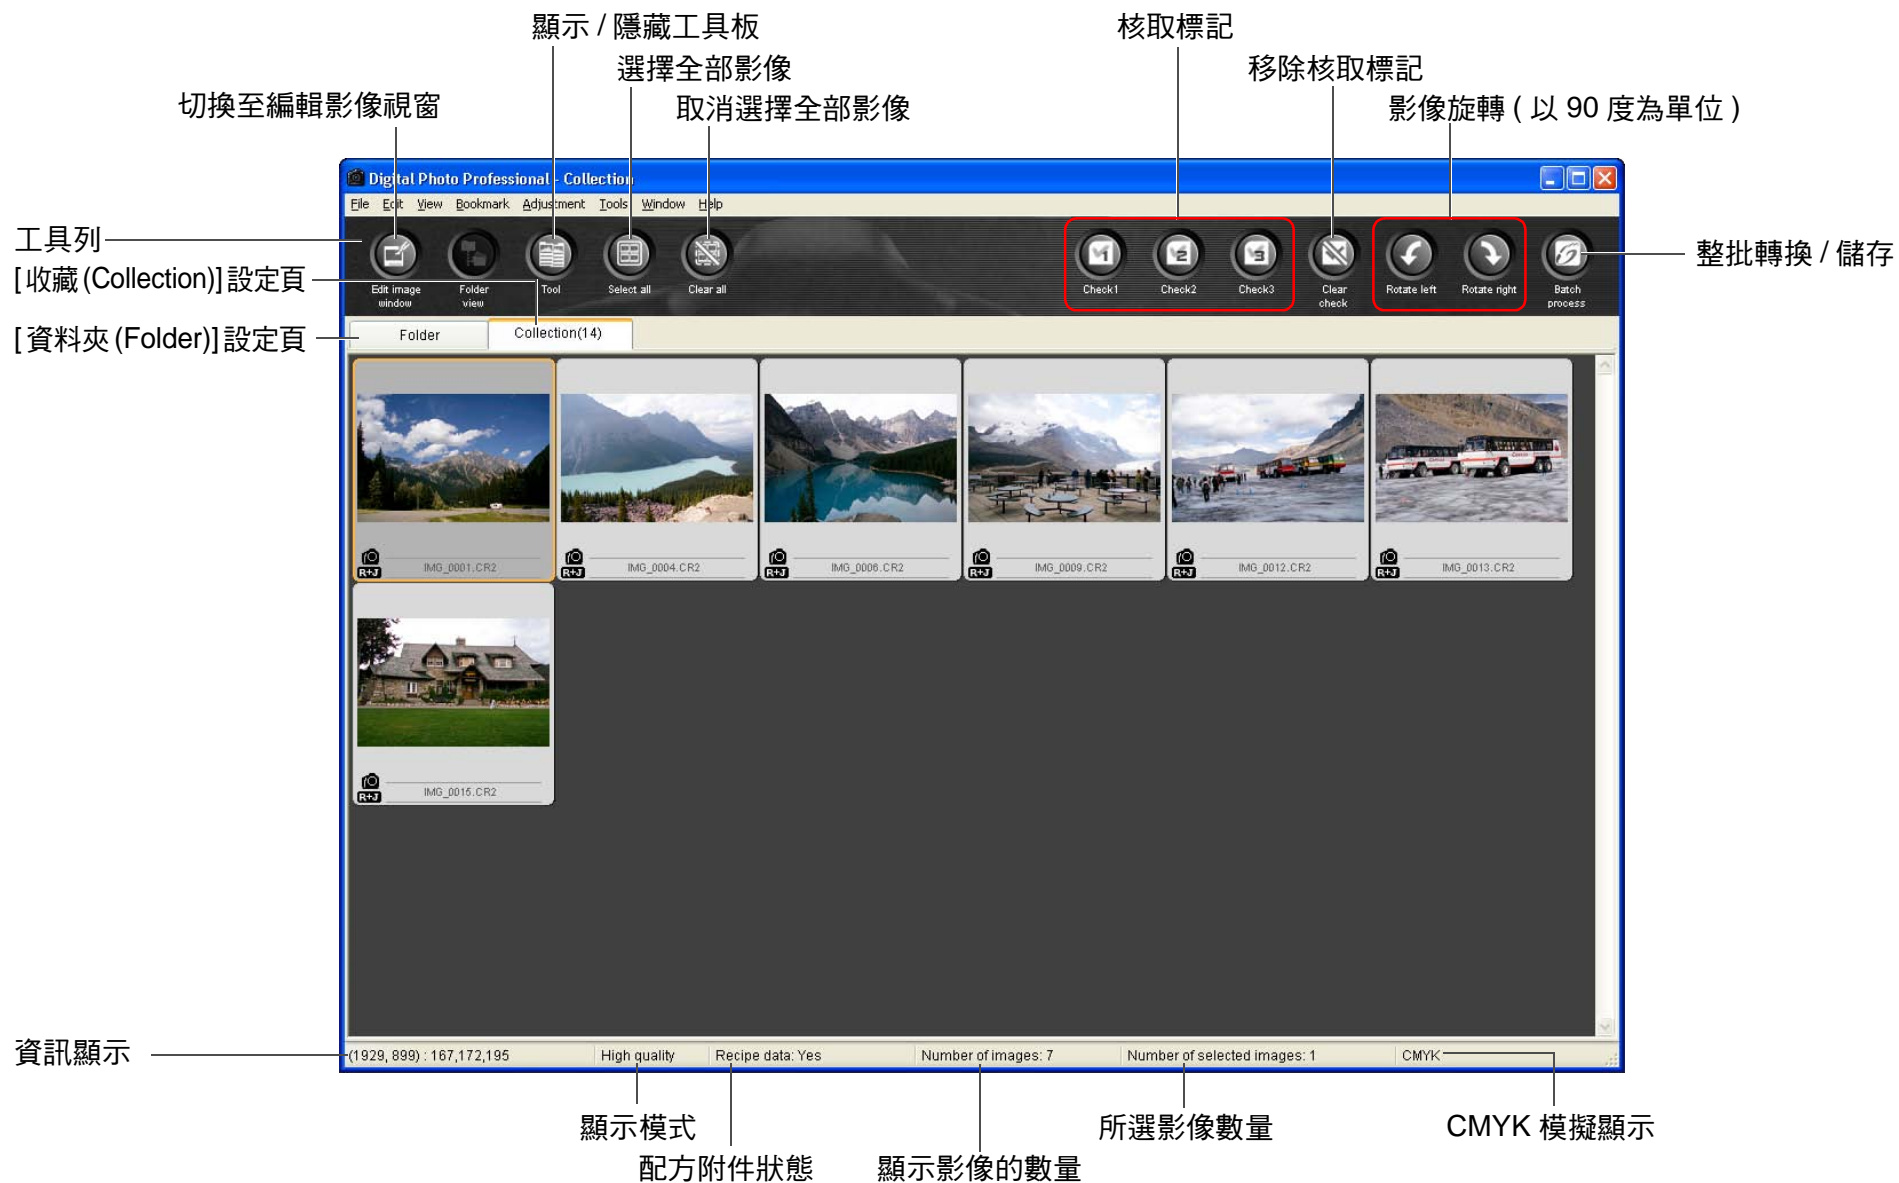 顯示 / 隱藏工具板
核取標記
選擇全部影像
移除核取標記
切換至編輯影像視窗
取消選擇全部影像
影像旋轉 ( 以 90 度為單位 )
Digital Photo Professional - Collection
File Edit View Bookmark Adjustment Tools Window Help
工具列
[ 收藏 (Collection)] 設定頁
[ 資料夾 (Folder)] 設定頁
整批轉換 / 儲存
Edit image window
Folder view
Tool
Select all
Clear all
Check1
Check2
Check3
Clear check
Rotate left
Rotate right
Batch process
Folder
Collection(14)
R+J IMG_0001.CR2
R+J IMG_0004.CR2
R+J IMG_0006.CR2
R+J IMG_0009.CR2
R+J IMG_0012.CR2
R+J IMG_0013.CR2
R+J IMG_0015.CR2
資訊顯示
(1929, 899) : 167,172,195
High quality
Recipe data: Yes
Number of images: 7
Number of selected images: 1
CMYK
顯示模式
所選影像數量
CMYK 模擬顯示
配方附件狀態
顯示影像的數量